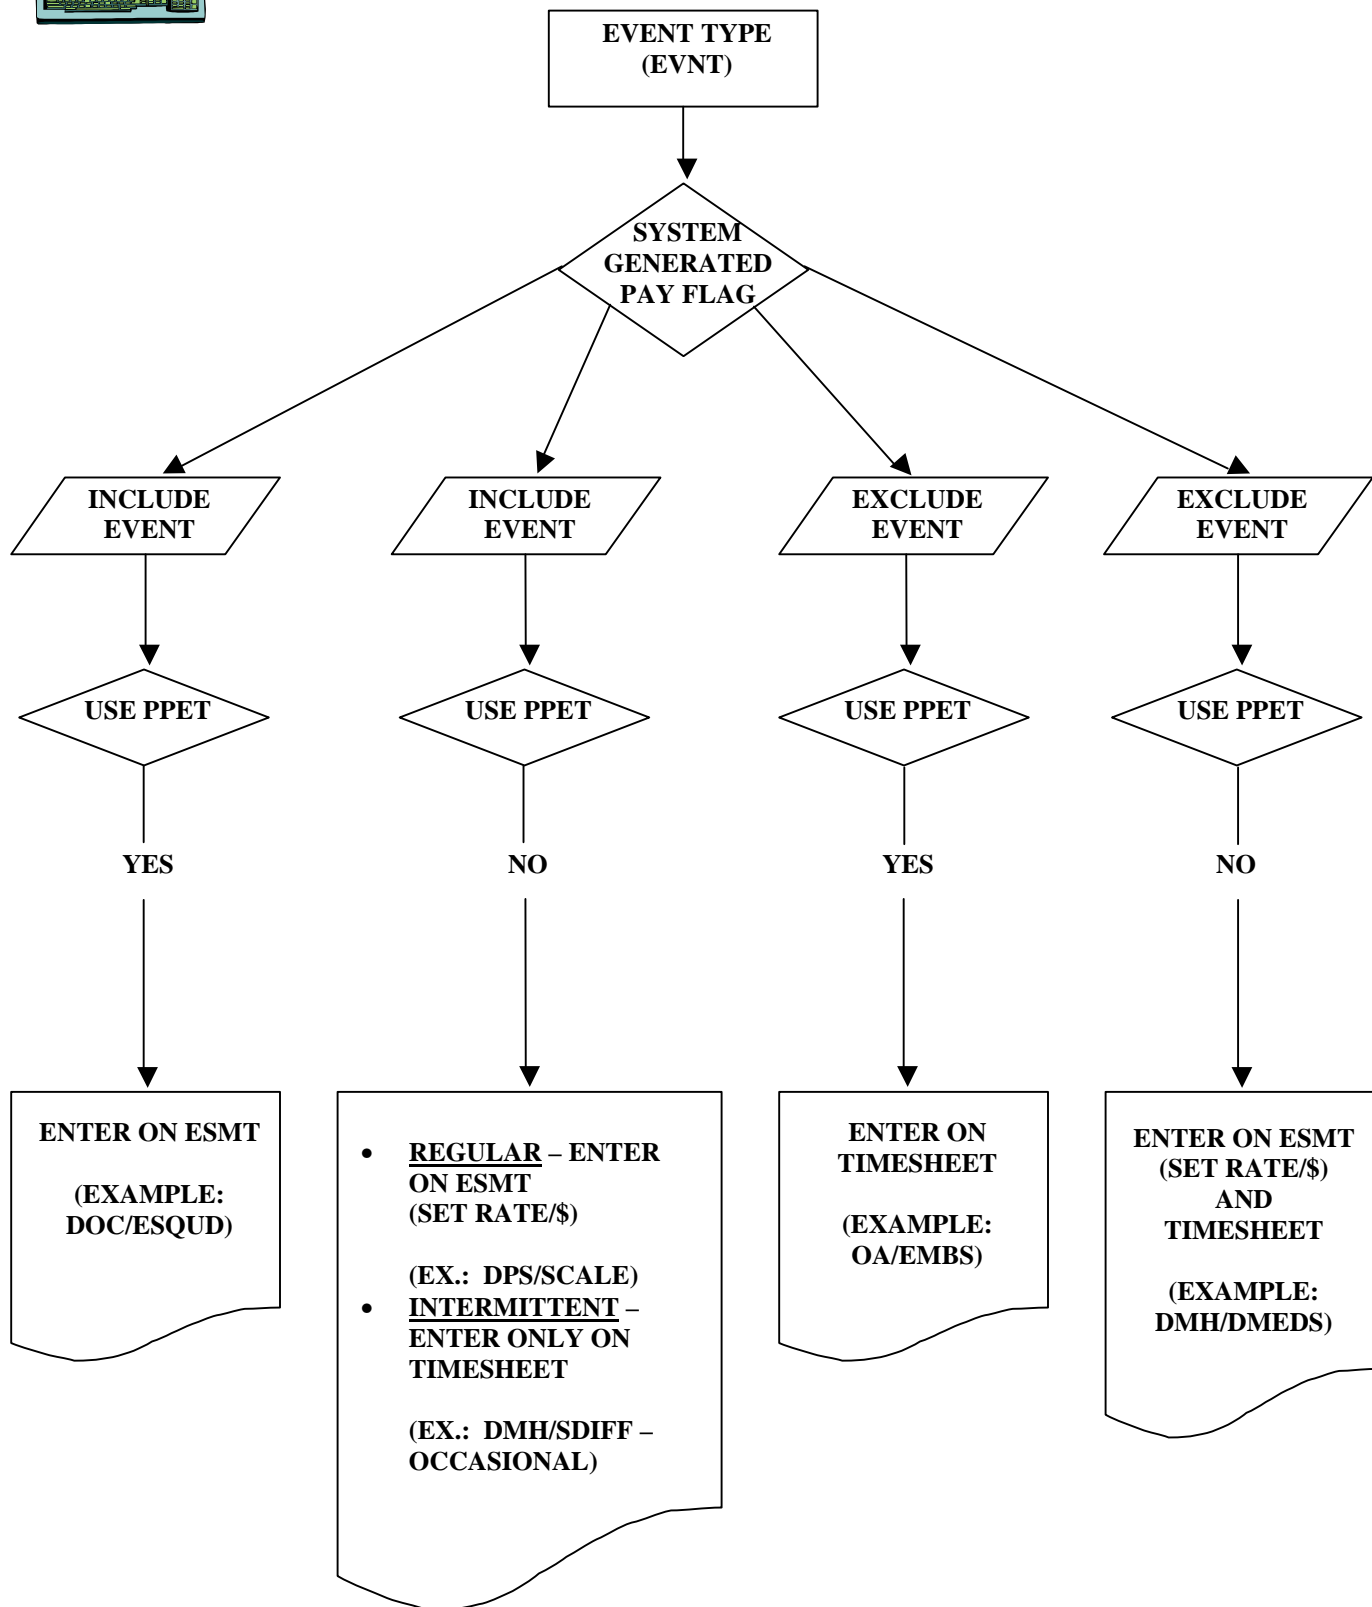 EVENT TYPE
(EVNT)
SYSTEM
GENERATED
PAY FLAG
INCLUDE
EVENT
INCLUDE
EVENT
EXCLUDE
EVENT
EXCLUDE
EVENT
USE PPET
USE PPET
USE PPET
USE PPET
YES
NO
YES
NO
ENTER ON ESMT
(EXAMPLE:
DOC/ESQUD)
• REGULAR – ENTER
ON ESMT
(SET RATE/$)
(EX.: DPS/SCALE)
• INTERMITTENT –
ENTER ONLY ON
TIMESHEET
(EX.: DMH/SDIFF –
OCCASIONAL)
ENTER ON
TIMESHEET
(EXAMPLE:
OA/EMBS)
ENTER ON ESMT
(SET RATE/$)
AND
TIMESHEET
(EXAMPLE:
DMH/DMEDS)